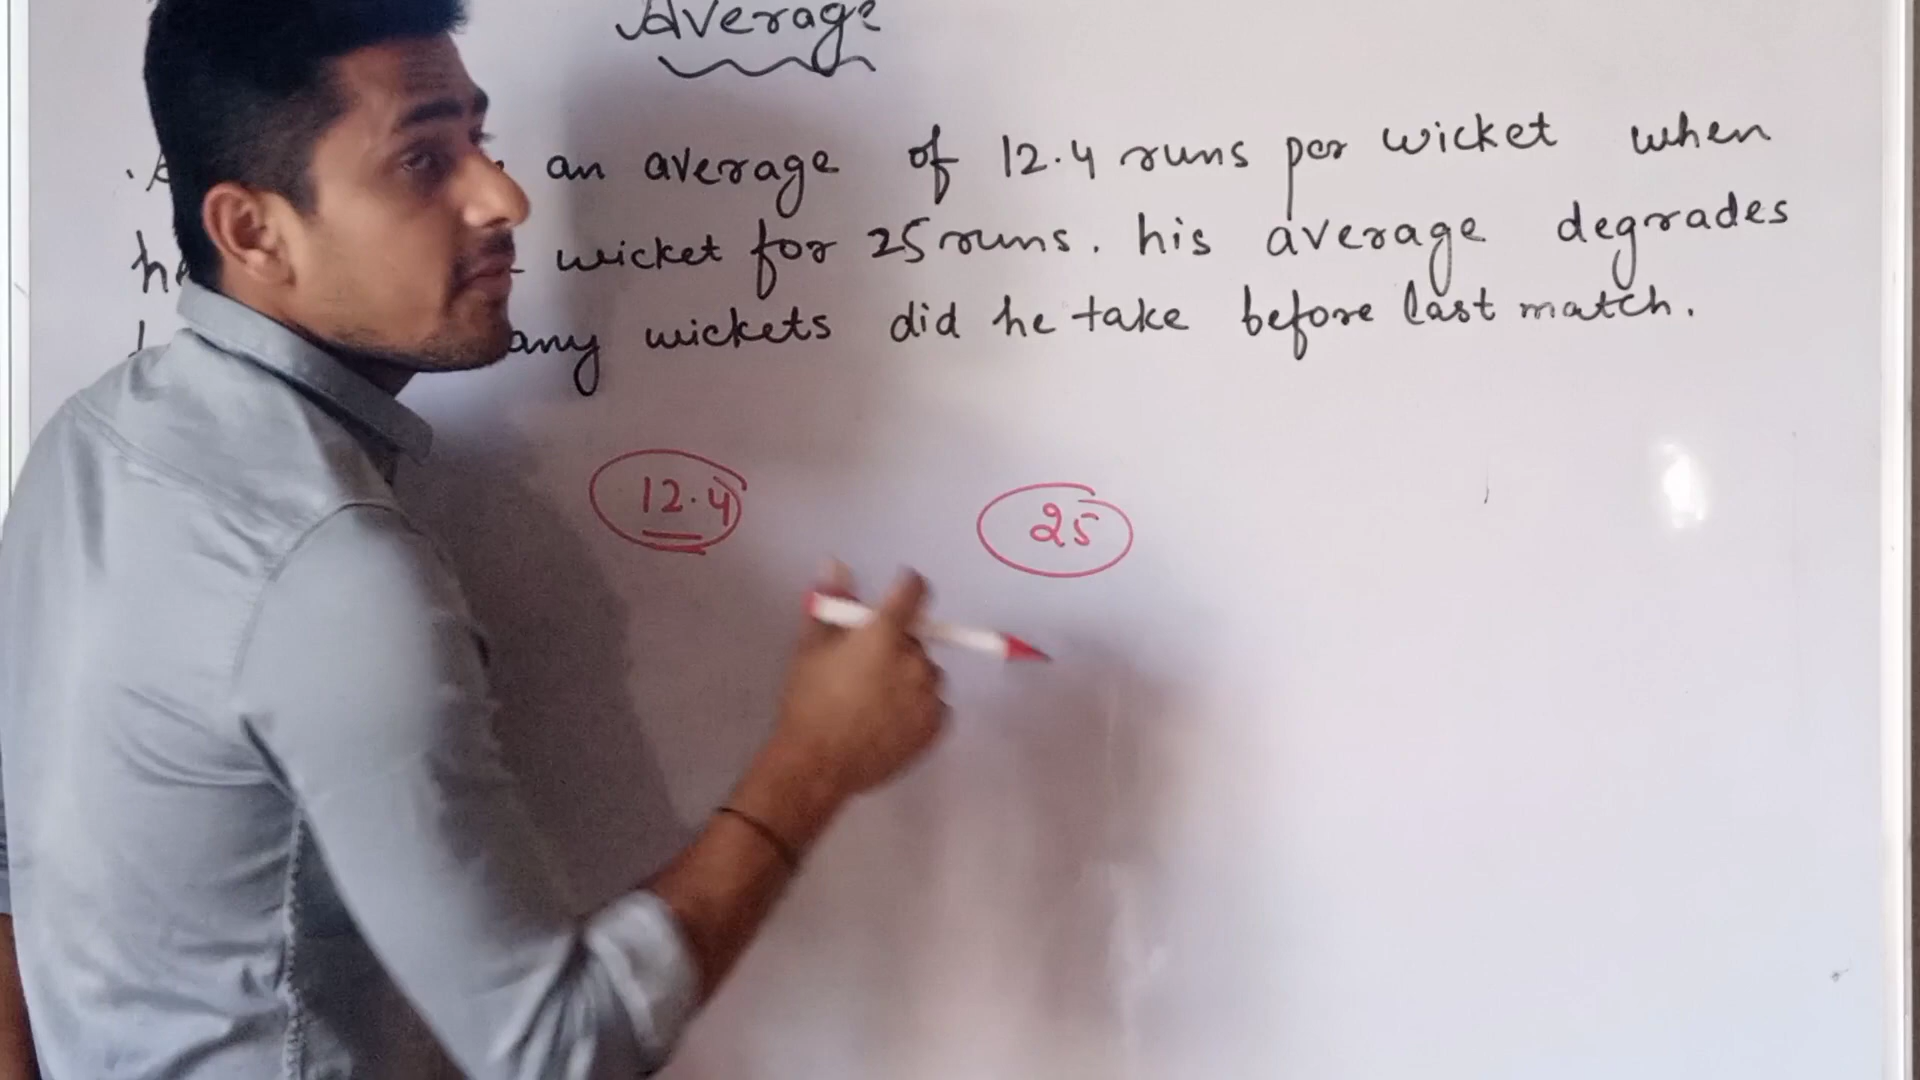 Average
an average of 12.4 runs per wicket when
wicket for 25 runs. his average degrades
any wickets did he take before last match.
12.4
25